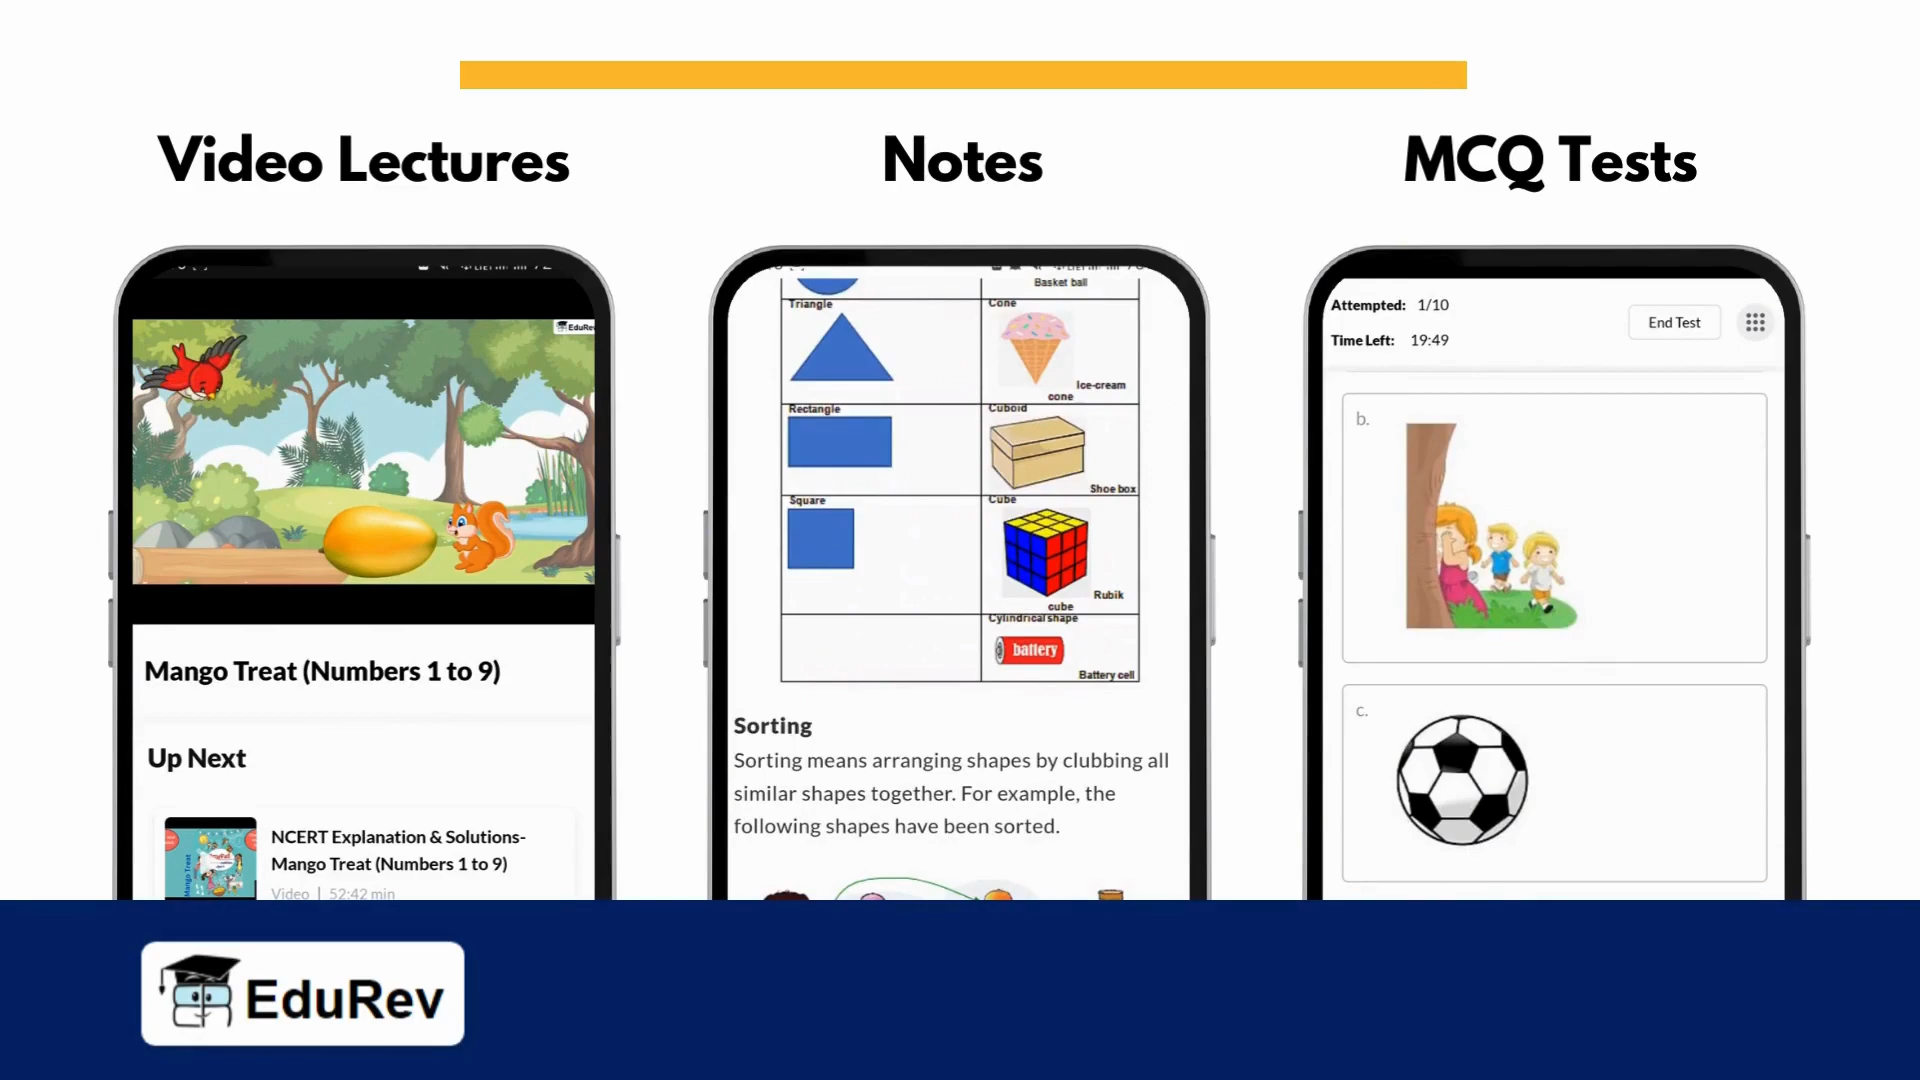 Video Lectures
Notes
MCQ Tests
EduRev
Mango Treat (Numbers 1 to 9)
Up Next
NCERT Explanation & Solutions-
Mango Treat (Numbers 1 to 9)
Video | 52:42 min
Basket ball
Triangle
Cone
Ice-cream
cone
Rectangle
Cuboid
Shoe box
Square
Cube
Rubik
cube
Cylindrical shape
battery
Battery cell
Sorting
Sorting means arranging shapes by clubbing all
similar shapes together. For example, the
following shapes have been sorted.
Attempted: 1/10
Time Left: 19:49
End Test
b.
c.
EduRev